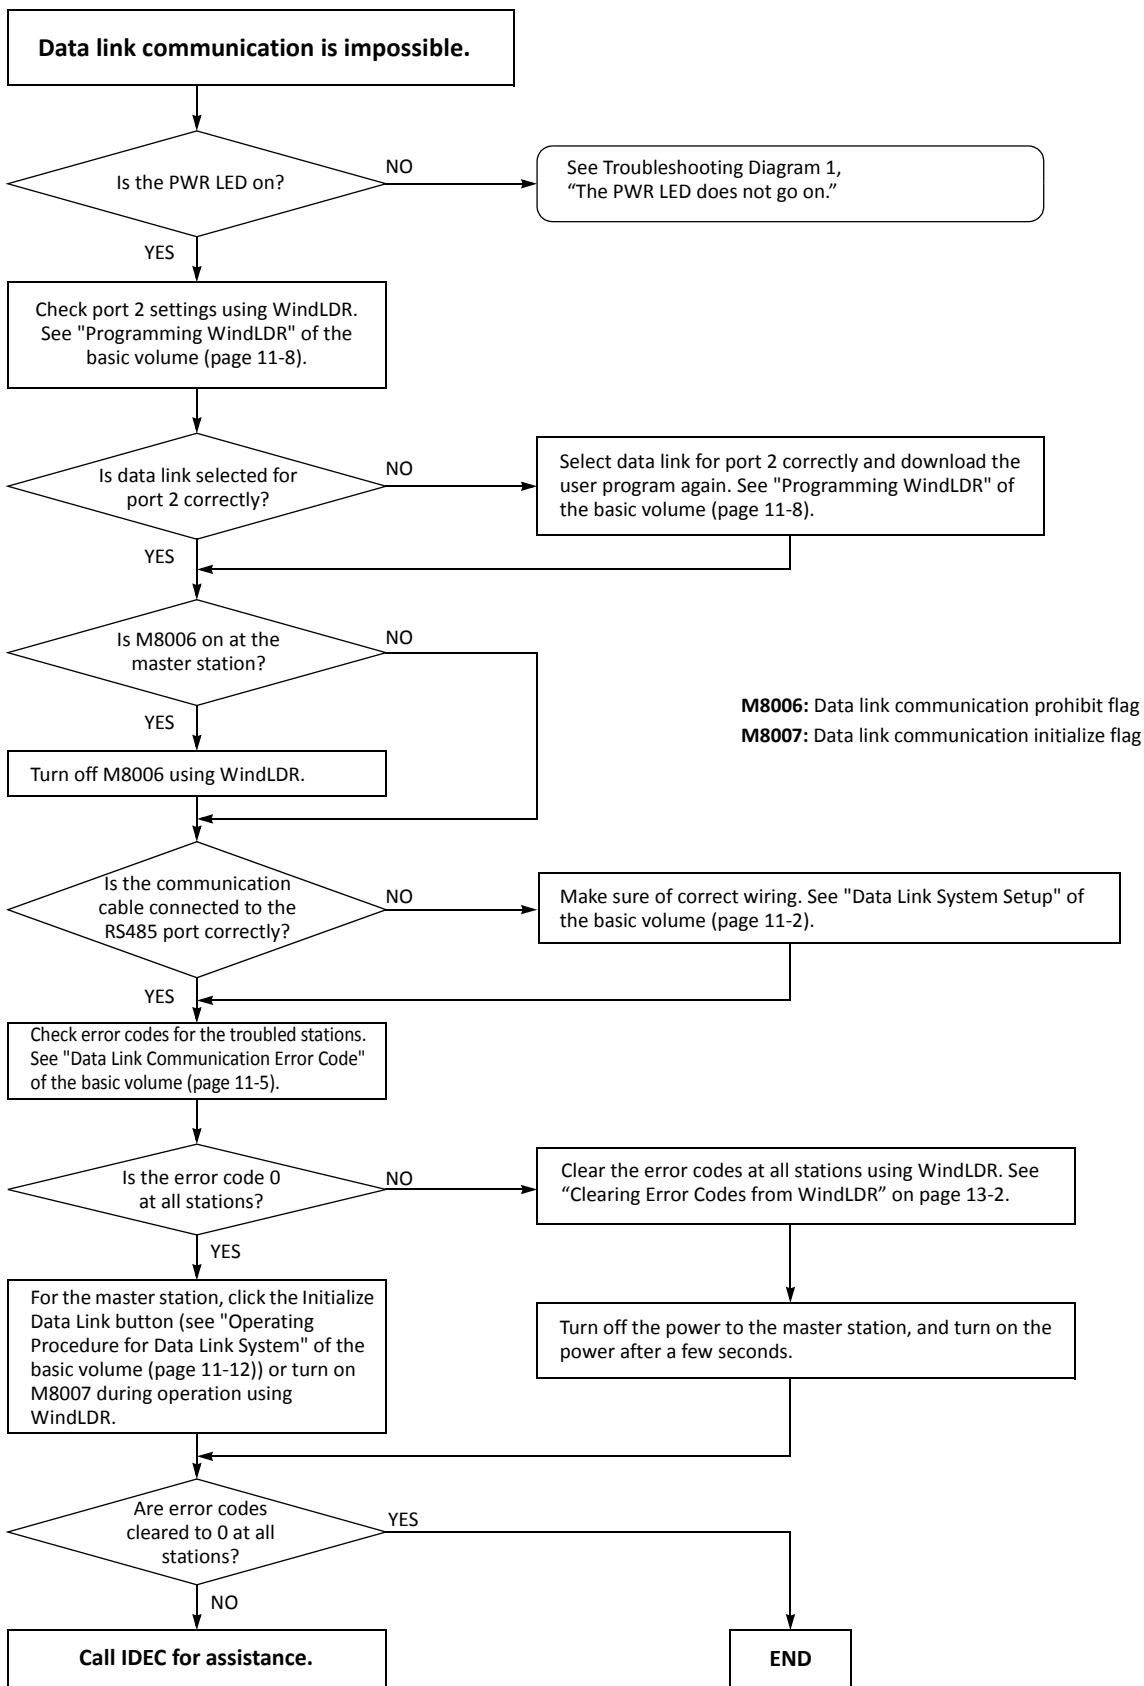 Data link communication is impossible.
Is the PWR LED on?
NO
See Troubleshooting Diagram 1,
“The PWR LED does not go on.”
YES
Check port 2 settings using WindLDR.
See "Programming WindLDR" of the
basic volume (page 11-8).
Is data link selected for
port 2 correctly?
NO
Select data link for port 2 correctly and download the
user program again. See "Programming WindLDR" of
the basic volume (page 11-8).
YES
Is M8006 on at the
master station?
NO
M8006: Data link communication prohibit flag
M8007: Data link communication initialize flag
YES
Turn off M8006 using WindLDR.
Is the communication
cable connected to the
RS485 port correctly?
NO
Make sure of correct wiring. See "Data Link System Setup" of
the basic volume (page 11-2).
YES
Check error codes for the troubled stations.
See "Data Link Communication Error Code"
of the basic volume (page 11-5).
Is the error code 0
at all stations?
NO
Clear the error codes at all stations using WindLDR. See
“Clearing Error Codes from WindLDR” on page 13-2.
YES
For the master station, click the Initialize
Data Link button (see "Operating
Procedure for Data Link System" of the
basic volume (page 11-12)) or turn on
M8007 during operation using
WindLDR.
Turn off the power to the master station, and turn on the
power after a few seconds.
Are error codes
cleared to 0 at all
stations?
YES
NO
Call IDEC for assistance.
END